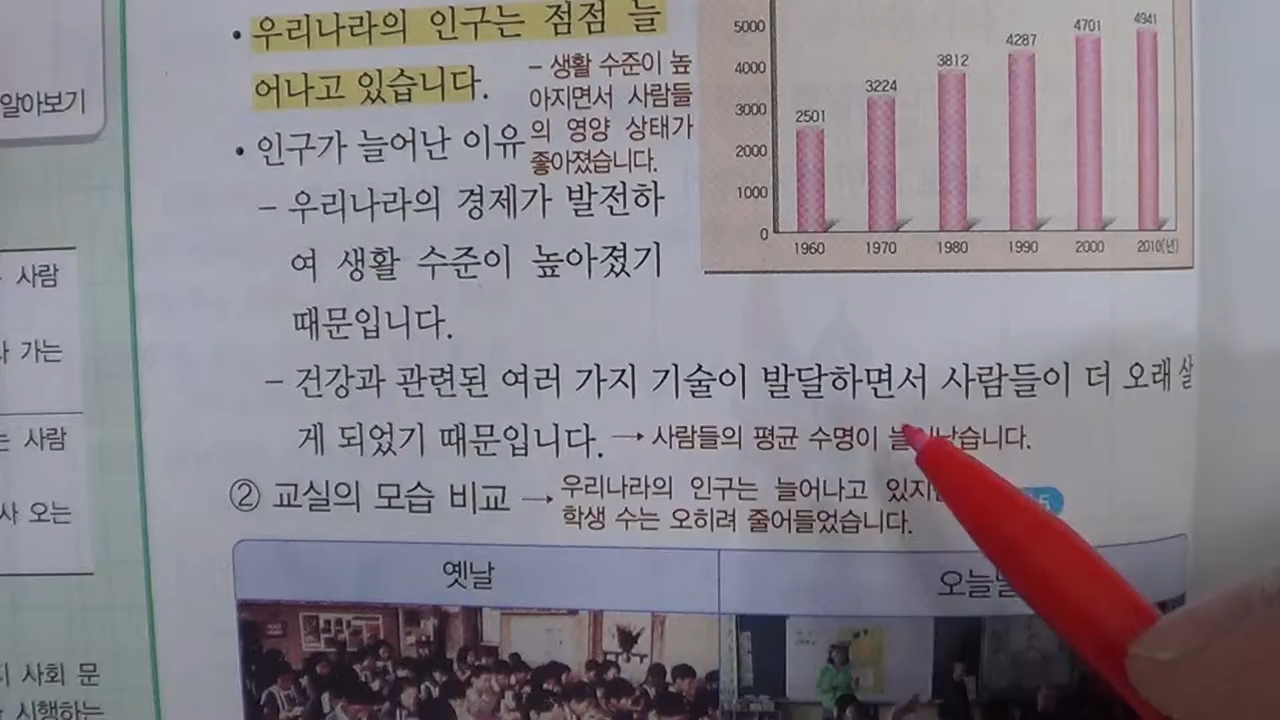 알아보기
사람
가는
는 사람
사 오는
사회 문
시행하는
• 우리나라의 인구는 점점 늘
어나고 있습니다.
– 생활 수준이 높
아지면서 사람들
의 영양 상태가
좋아졌습니다.
• 인구가 늘어난 이유
– 우리나라의 경제가 발전하
여 생활 수준이 높아졌기
때문입니다.
– 건강과 관련된 여러 가지 기술이 발달하면서 사람들이 더 오래 살
게 되었기 때문입니다. → 사람들의 평균 수명이
② 교실의 모습 비교 → 우리나라의 인구는 늘어나고
학생 수는 오히려 줄어들었습니다.
옛날
5000
4000
3000
2000
1000
0
2501
3224
3812
4287
4701
4941
1960 1970 1980 1990 2000 2010(년)